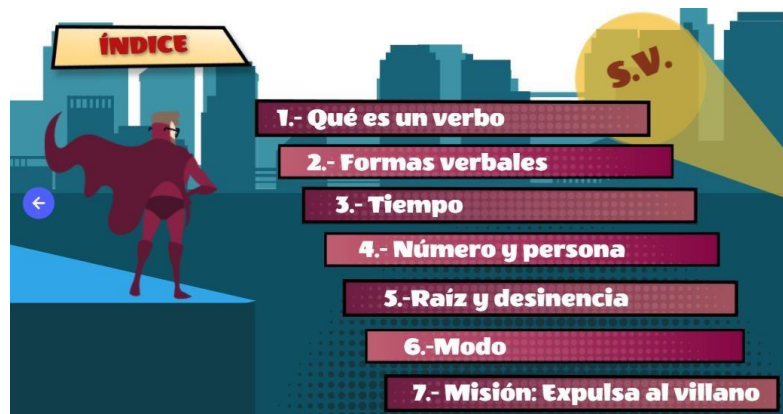 ÍNDICE
S.V.
1.- Qué es un verbo
2.- Formas verbales
3.- Tiempo
4.- Número y persona
5.-Raíz y desinencia
6.-Modo
7.- Misión: Expulsa al villano